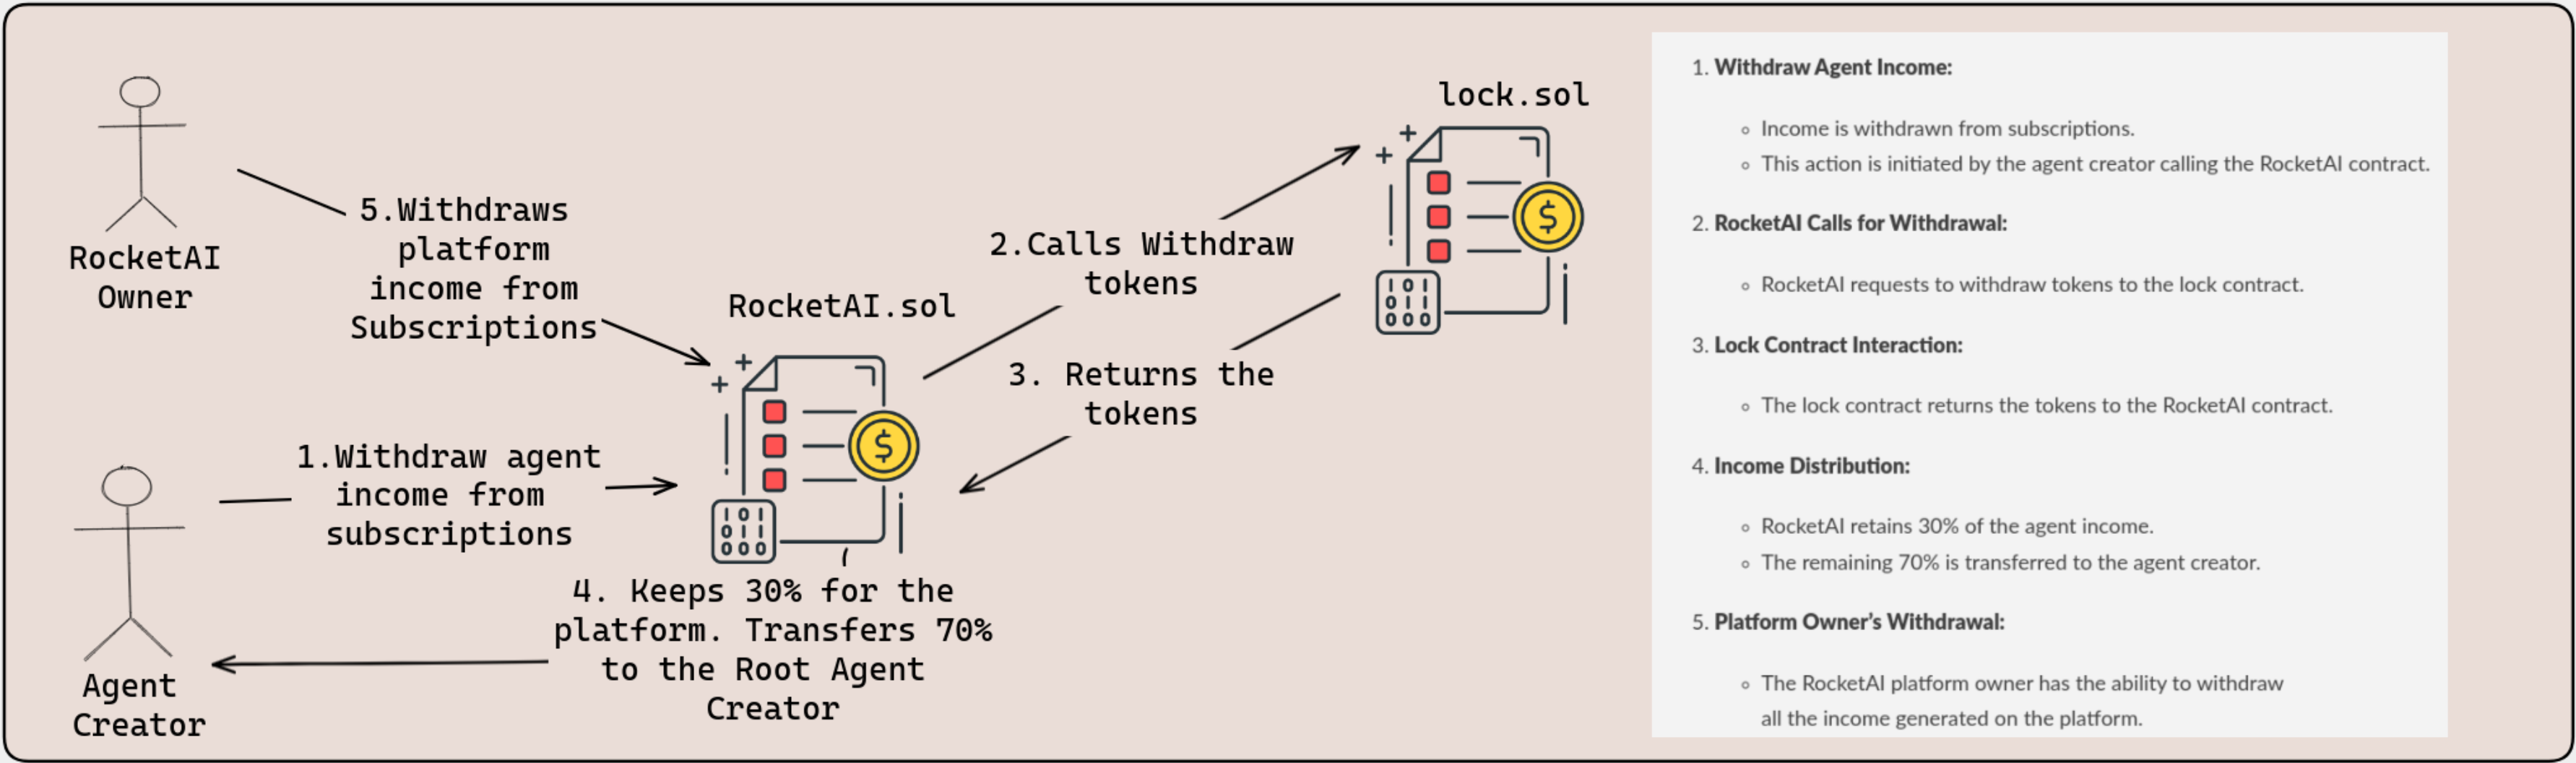 RocketAI
Owner
5.Withdraws
platform
income from
Subscriptions
RocketAI.sol
2.Calls Withdraw
tokens
lock.sol
3. Returns the
tokens
1.Withdraw agent
income from
subscriptions
4. Keeps 30% for the
platform. Transfers 70%
to the Root Agent
Creator
Agent
Creator
101
011
000
101
011
000
1. Withdraw Agent Income:
Income is withdrawn from subscriptions.
This action is initiated by the agent creator calling the RocketAI contract.
2. RocketAI Calls for Withdrawal:
RocketAI requests to withdraw tokens to the lock contract.
3. Lock Contract Interaction:
The lock contract returns the tokens to the RocketAI contract.
4. Income Distribution:
RocketAI retains 30% of the agent income.
The remaining 70% is transferred to the agent creator.
5. Platform Owner’s Withdrawal:
The RocketAI platform owner has the ability to withdraw
all the income generated on the platform.